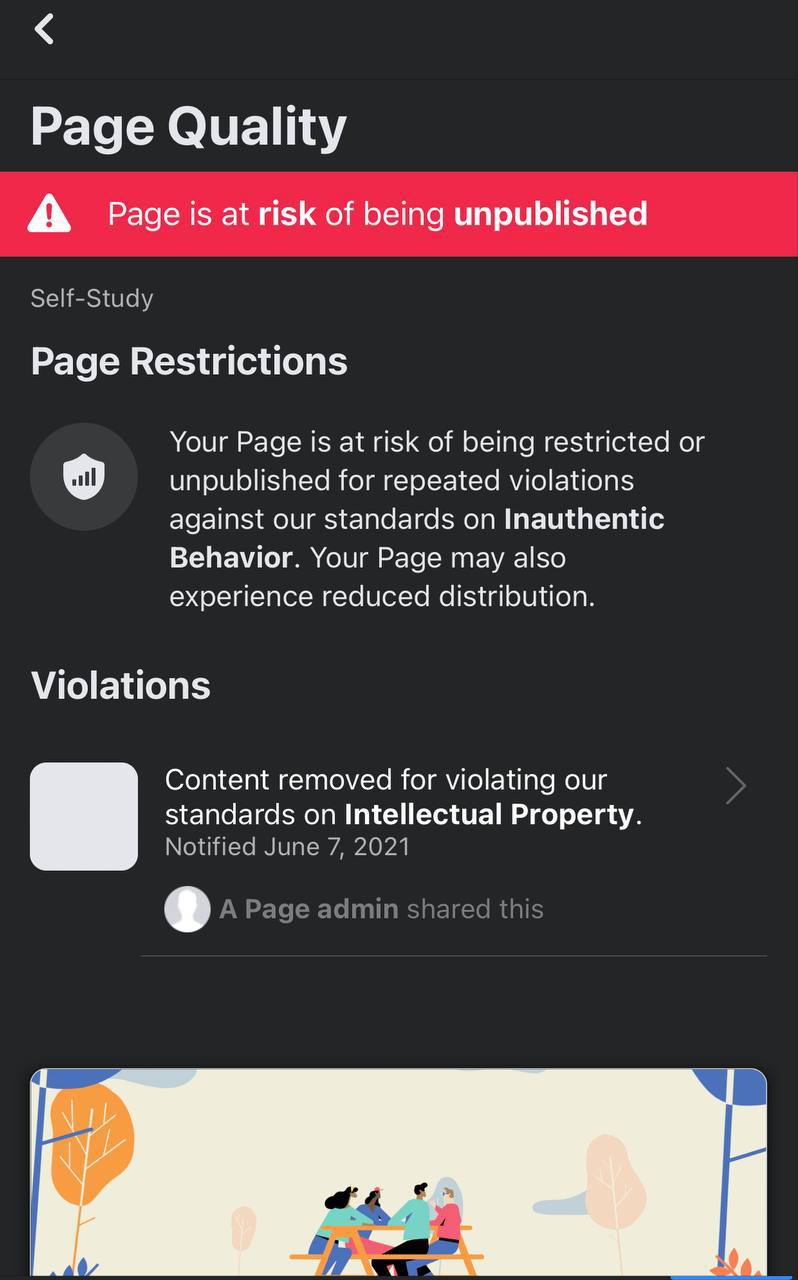 Page Quality
Page is at risk of being unpublished
Self-Study
Page Restrictions
Your Page is at risk of being restricted or
unpublished for repeated violations
against our standards on Inauthentic
Behavior. Your Page may also
experience reduced distribution.
Violations
Content removed for violating our
standards on Intellectual Property.
Notified June 7, 2021
A Page admin shared this